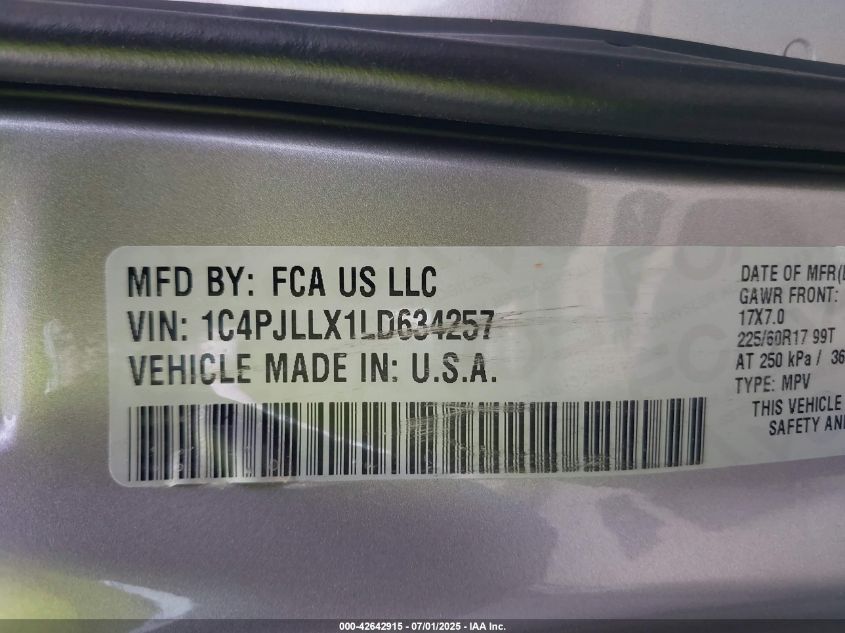 MFD BY: FCA US LLC
VIN: 1C4PJLLX1LD634257
VEHICLE MADE IN: U.S.A.
DATE OF MFR(
GAWR FRONT:
17X7.0
225/60R17 99T
AT 250 kPa / 36
TYPE: MPV
THIS VEHICLE
SAFETY AN
000-42642915 - 07/01/2025 - IAA Inc.